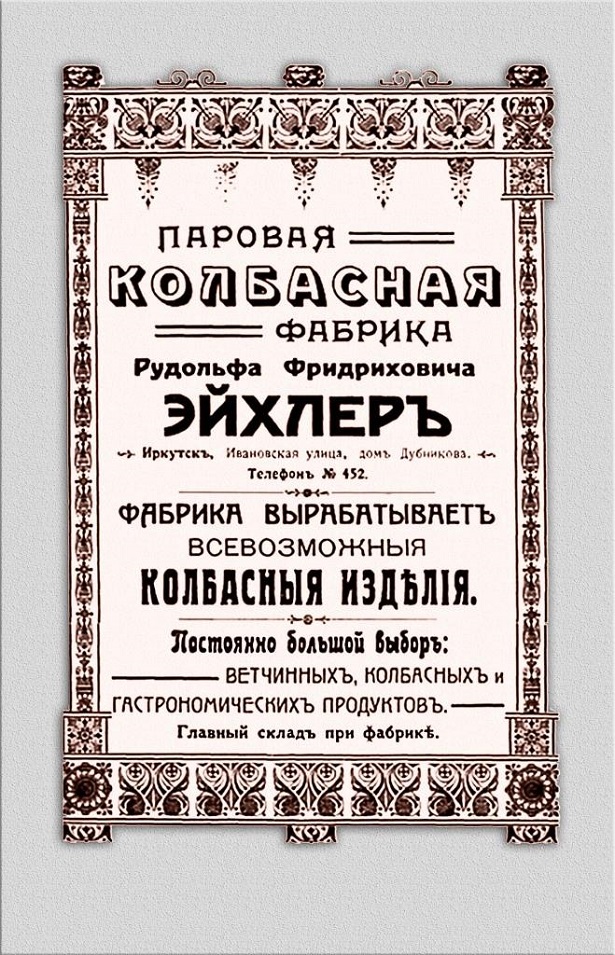 ПАРОВАЯ
КОЛБАСНАЯ
ФАБРИКА
Рудольфа Фридриховича
ЭЙХЛЕРЪ
Иркутскъ, Ивановская улица, домъ Дубникова.
Телефонъ № 452.
ФАБРИКА ВЫРАБАТЫВАЕТЪ
ВСЕВОЗМОЖНЫЯ
КОЛБАСНЫЯ ИЗДѢЛІЯ.
Постоянно большой выборъ:
ВЕТЧИННЫХЪ, КОЛБАСНЫХЪ и
ГАСТРОНОМИЧЕСКИХЪ ПРОДУКТОВЪ.
Главный складъ при фабрикѣ.